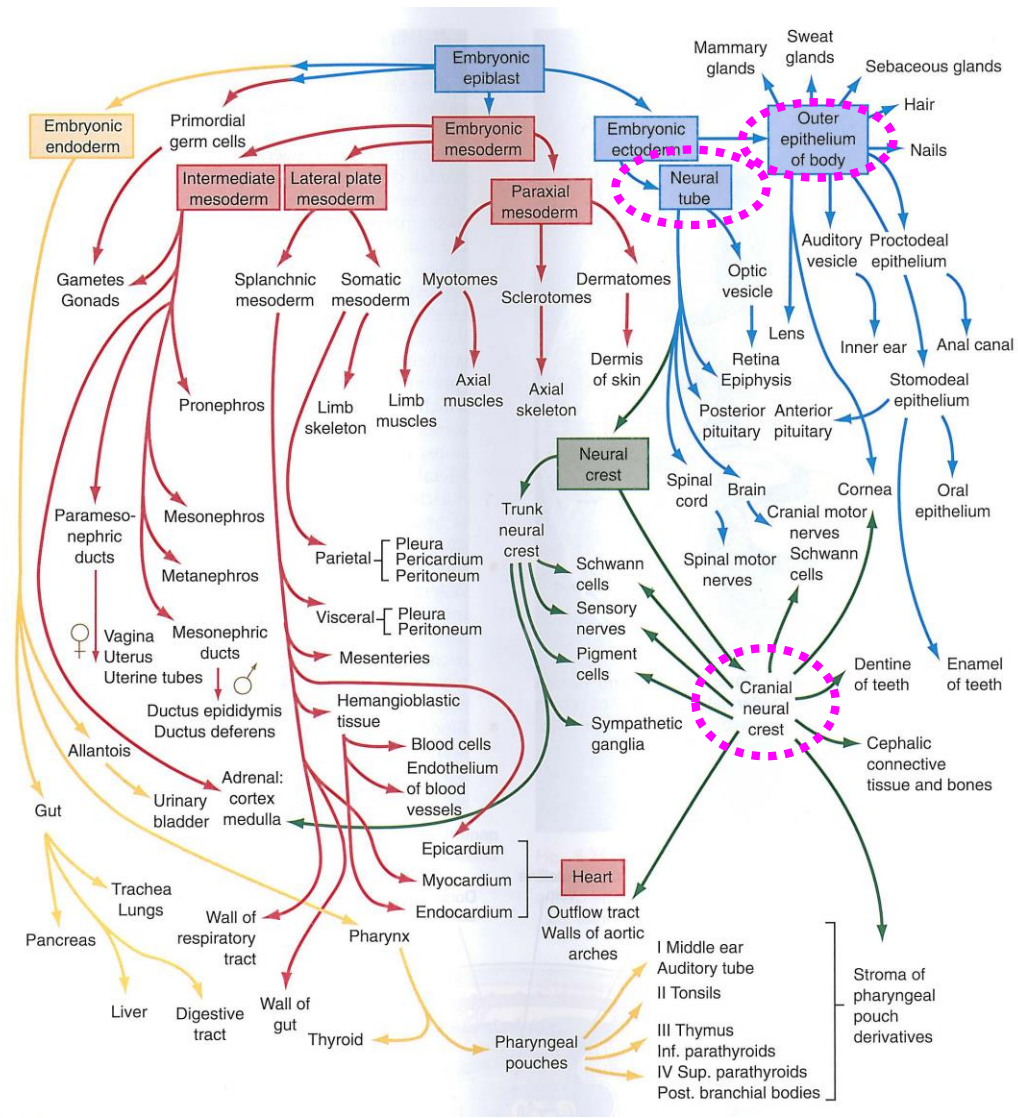 Embryonic
epiblast
Mammary
glands
Sweat
glands
Sebaceous glands
Hair
Nails
Outer
epithelium
of body
Embryonic
endoderm
Primordial
germ cells
Embryonic
mesoderm
Embryonic
ectoderm
Intermediate
mesoderm
Lateral plate
mesoderm
Paraxial
mesoderm
Neural
tube
Gametes
Gonads
Splanchnic
mesoderm
Somatic
mesoderm
Myotomes
Sclerotomes
Dermatomes
Optic
vesicle
Auditory
vesicle
Proctodeal
epithelium
Pronephros
Limb
skeleton
Limb
muscles
Axial
muscles
Axial
skeleton
Dermis
of skin
Retina
Epiphysis
Lens
Inner ear
Anal canal
Posterior
pituitary
Anterior
pituitary
Stomodeal
epithelium
Neural
crest
Spinal
cord
Brain
Cornea
Oral
epithelium
Parameso-
nephric
ducts
Mesonephros
Metanephros
Trunk
neural
crest
Cranial motor
nerves
Spinal motor
nerves
Schwann
cells
Parietal
Pleura
Pericardium
Peritoneum
Visceral
Pleura
Peritoneum
Schwann
cells
Sensory
nerves
Pigment
cells
♀
Vagina
Uterus
Uterine tubes
Mesonephric
ducts
♂
Ductus epididymis
Ductus deferens
Mesenteries
Hemangioblastic
tissue
Blood cells
Endothelium
of blood
vessels
Sympathetic
ganglia
Cranial
neural
crest
Dentine
of teeth
Enamel
of teeth
Cephalic
connective
tissue and bones
Allantois
Gut
Urinary
bladder
Adrenal:
cortex
medulla
Epicardium
Myocardium
Endocardium
Heart
Outflow tract
Walls of aortic
arches
Trachea
Lungs
Pancreas
Liver
Digestive
tract
Wall of
respiratory
tract
Wall of
gut
Pharynx
Thyroid
Pharyngeal
pouches
I Middle ear
Auditory tube
II Tonsils
III Thymus
Inf. parathyroids
IV Sup. parathyroids
Post. branchial bodies
Stroma of
pharyngeal
pouch
derivatives